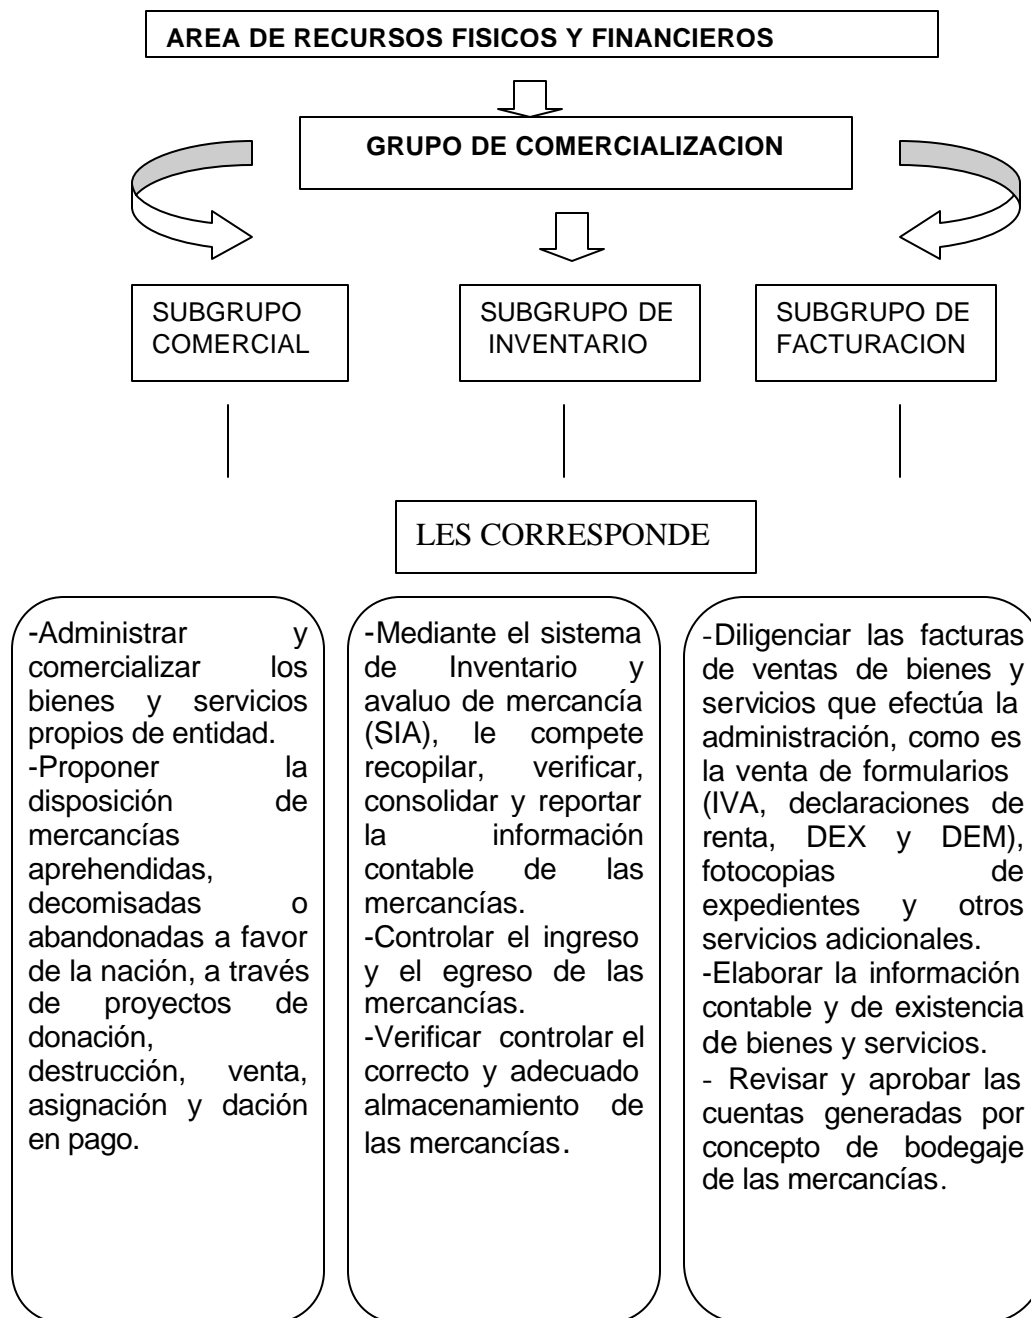 AREA DE RECURSOS FISICOS Y FINANCIEROS
GRUPO DE COMERCIALIZACION
SUBGRUPO
COMERCIAL
SUBGRUPO DE
INVENTARIO
SUBGRUPO DE
FACTURACION
LES CORRESPONDE
-Administrar y
comercializar los
bienes y servicios
propios de entidad.
-Proponer la
disposición de
mercancías
aprehendidas,
decomisadas o
abandonadas a favor
de la nación, a través
de proyectos de
donación,
destrucción, venta,
asignación y dación
en pago.
-Mediante el sistema
de Inventario y
avaluo de mercancía
(SIA), le compete
recopilar, verificar,
consolidar y reportar
la información
contable de las
mercancías.
-Controlar el ingreso
y el egreso de las
mercancías.
-Verificar controlar el
correcto y adecuado
almacenamiento de
las mercancías.
-Diligenciar las facturas
de ventas de bienes y
servicios que efectúa la
administración, como es
la venta de formularios
(IVA, declaraciones de
renta, DEX y DEM),
fotocopias de
expedientes y otros
servicios adicionales.
-Elaborar la información
contable y de existencia
de bienes y servicios.
- Revisar y aprobar las
cuentas generadas por
concepto de bodegaje
de las mercancías.